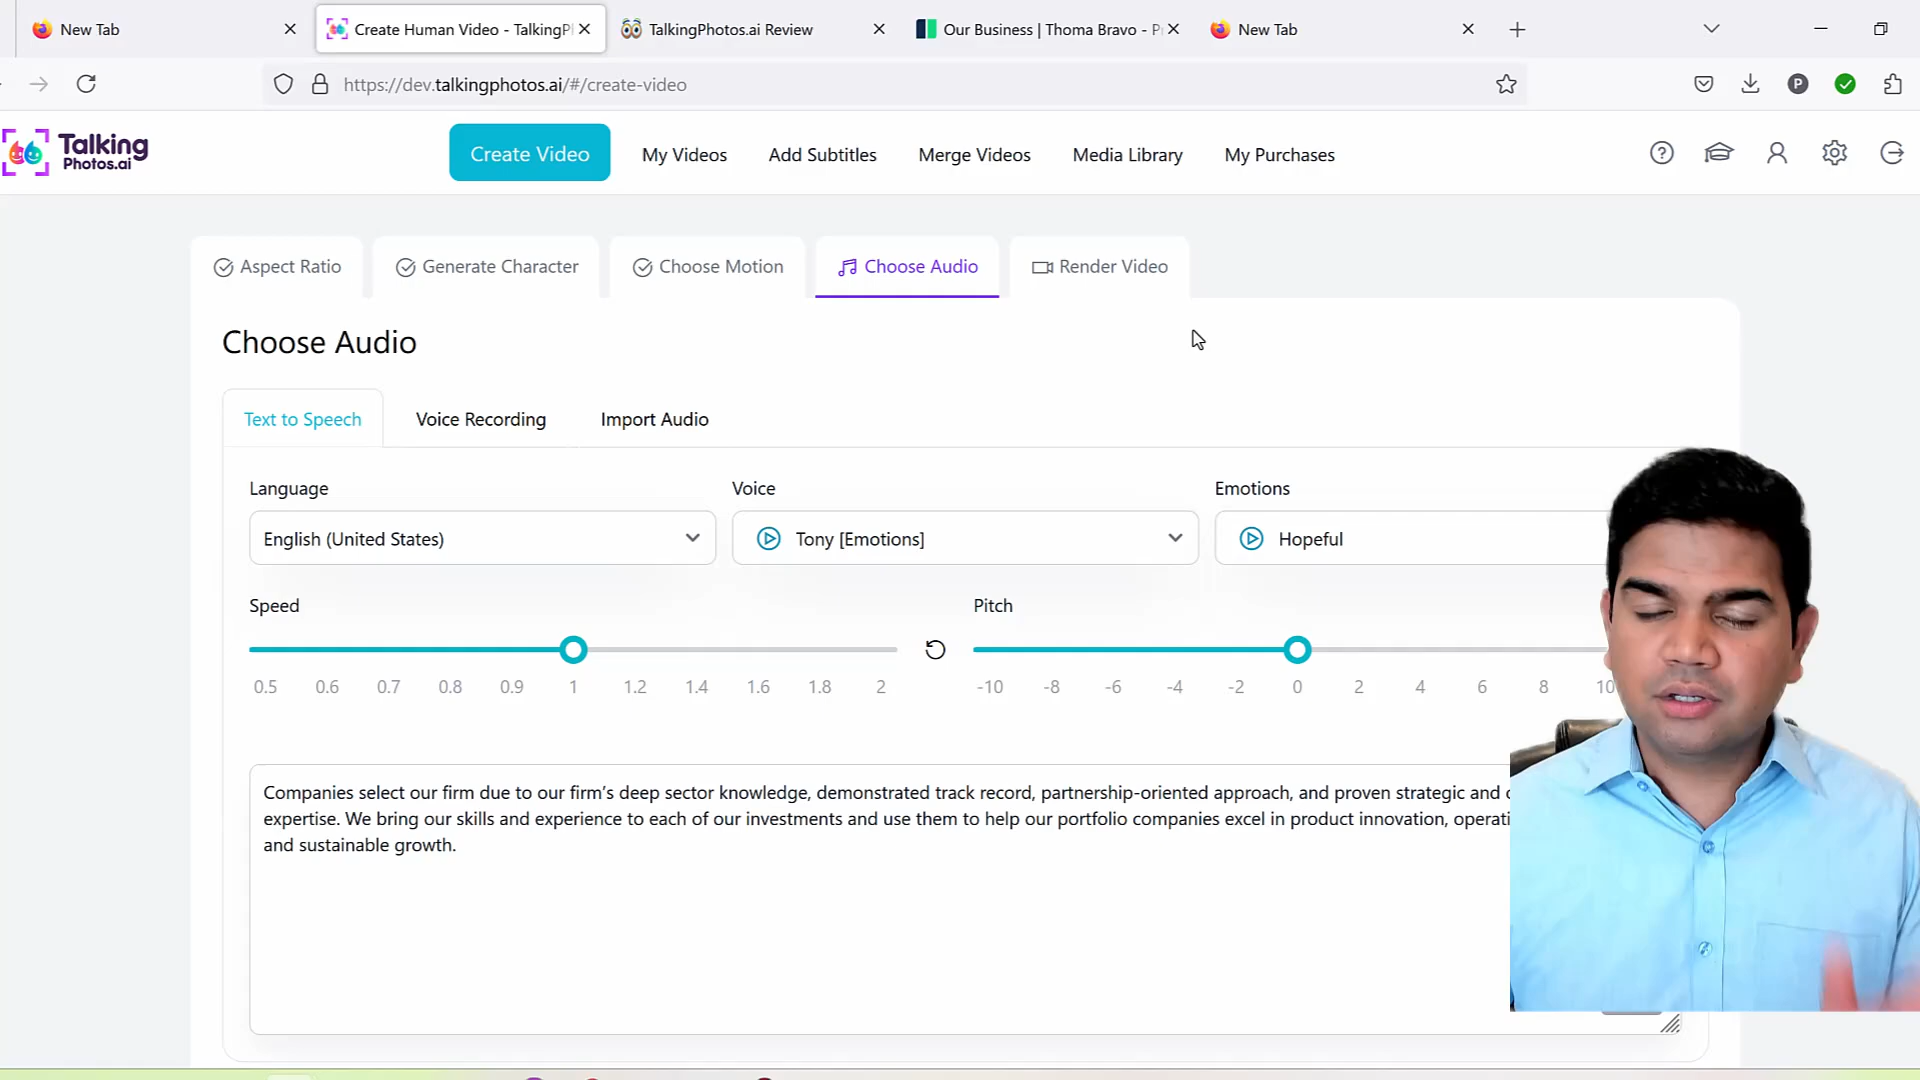 New Tab
Create Human Video - TalkingP
TalkingPhotos.ai Review
Our Business | Thoma Bravo - P
New Tab
https://dev.talkingphotos.ai/#/create-video
P
Talking
Photos.ai
Create Video
My Videos
Add Subtitles
Merge Videos
Media Library
My Purchases
Aspect Ratio
Generate Character
Choose Motion
Choose Audio
Render Video
Choose Audio
Text to Speech
Voice Recording
Import Audio
Language
Voice
Emotions
English (United States)
Tony [Emotions]
Hopeful
Speed
Pitch
0.5 0.6 0.7 0.8 0.9 1 1.2 1.4 1.6 1.8 2
-10 -8 -6 -4 -2 0 2 4 6 8 10
Companies select our firm due to our firm’s deep sector knowledge, demonstrated track record, partnership-oriented approach, and proven strategic and
expertise. We bring our skills and experience to each of our investments and use them to help our portfolio companies excel in product innovation, operati
and sustainable growth.